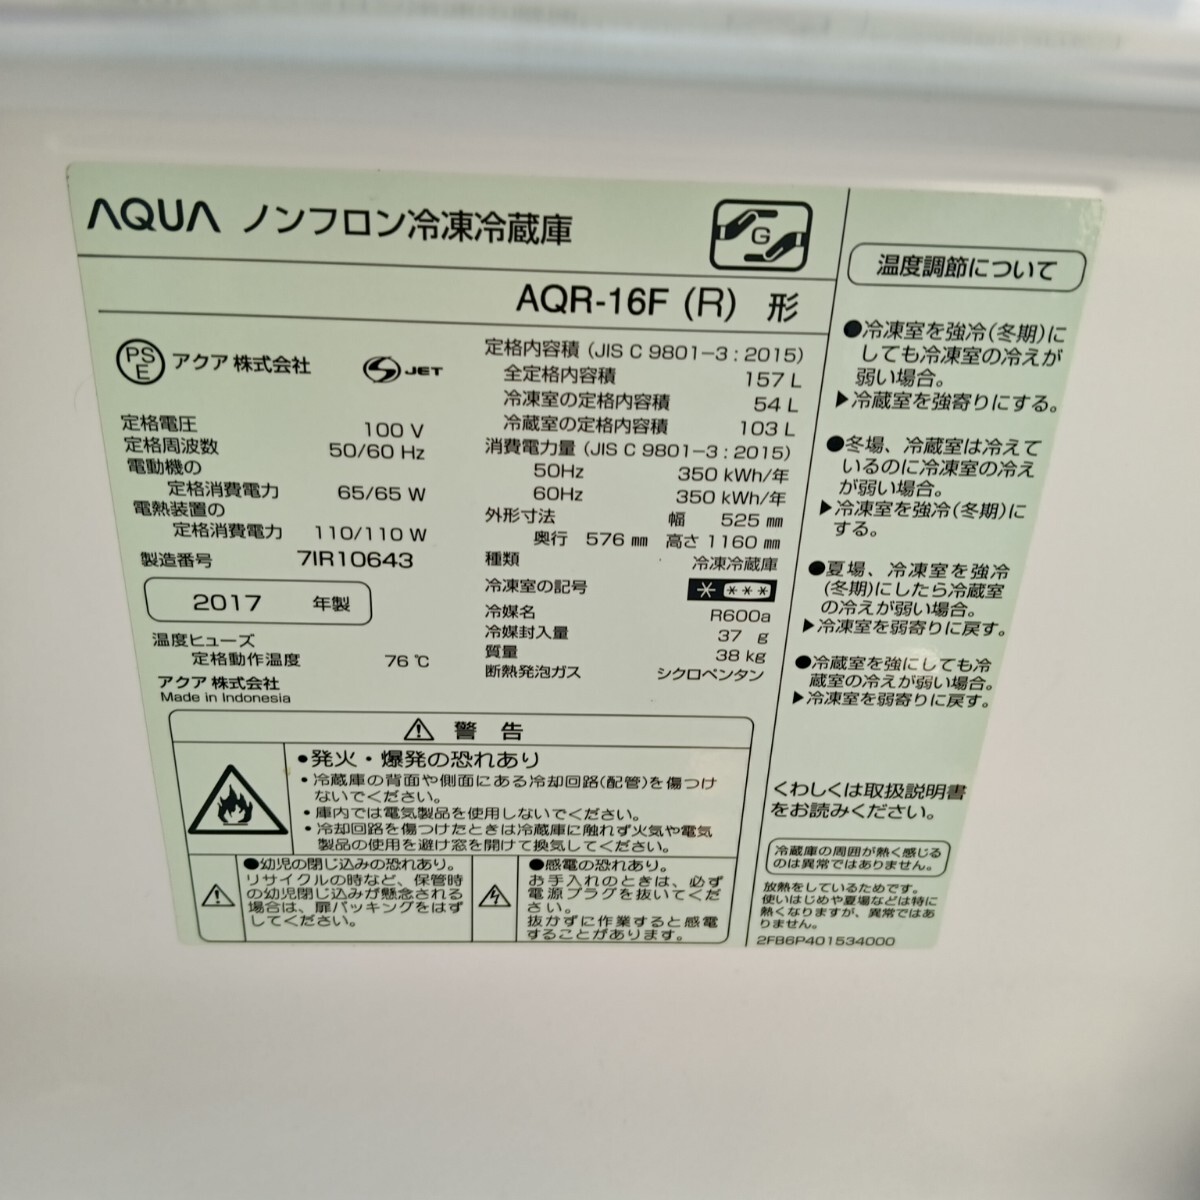 AQUA ノンフロン冷凍冷蔵庫
G
AQR-16F (R) 形
PS
E
アクア 株式会社
S JET
定格電圧 100 V
定格周波数 50/60 Hz
電動機の
定格消費電力 65/65 W
電熱装置の
定格消費電力 110/110 W
製造番号 7IR10643
2017 年製
温度ヒューズ
定格動作温度 76 ℃
アクア 株式会社
Made in Indonesia
定格内容積 (JIS C 9801-3 : 2015)
全定格内容積 157 L
冷凍室の定格内容積 54 L
冷蔵室の定格内容積 103 L
消費電力量 (JIS C 9801-3 : 2015)
50Hz 350 kWh/年
60Hz 350 kWh/年
外形寸法 幅 525 ㎜
奥行 576 ㎜ 高さ 1160 ㎜
種類 冷凍冷蔵庫
冷凍室の記号 * ***
冷媒名 R600a
冷媒封入量 37 g
質量 38 kg
断熱発泡ガス シクロペンタン
⚠ 警告
●発火・爆発の恐れあり
・冷蔵庫の背面や側面にある冷却回路(配管)を傷つけ
ないでください。
・庫内では電気製品を使用しないでください。
・冷却回路を傷つけたときは冷蔵庫に触れず火気や電気
製品の使用を避け窓を開けて換気してください。
●幼児の閉じ込みの恐れあり。
リサイクルの時など、保管時
の幼児閉じ込みが懸念される
場合は、扉パッキングをはず
してください。
●感電の恐れあり。
お手入れのときは、必ず
電源プラグを抜いてくだ
さい。
抜かずに作業すると感電
することがあります。
温度調節について
●冷凍室を強冷(冬期)に
しても冷凍室の冷えが
弱い場合。
▶冷蔵室を強寄りにする。
●冬場、冷蔵室は冷えて
いるのに冷凍室の冷え
が弱い場合。
▶冷凍室を強冷(冬期)に
する。
●夏場、冷凍室を強冷
(冬期)にしたら冷蔵室
の冷えが弱い場合。
▶冷凍室を弱寄りに戻す。
●冷蔵室を強にしても冷
蔵室の冷えが弱い場合。
▶冷凍室を弱寄りに戻す。
くわしくは取扱説明書
をお読みください。
冷蔵庫の周囲が熱く感じる
のは異常ではありません。
放熱をしているためです。
使いはじめや夏場などは特に
熱くなりますが、異常ではあ
りません。
2FB6P401534000